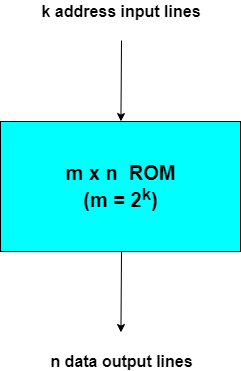 k address input lines
m x n ROM
(m = 2ᵏ)
n data output lines